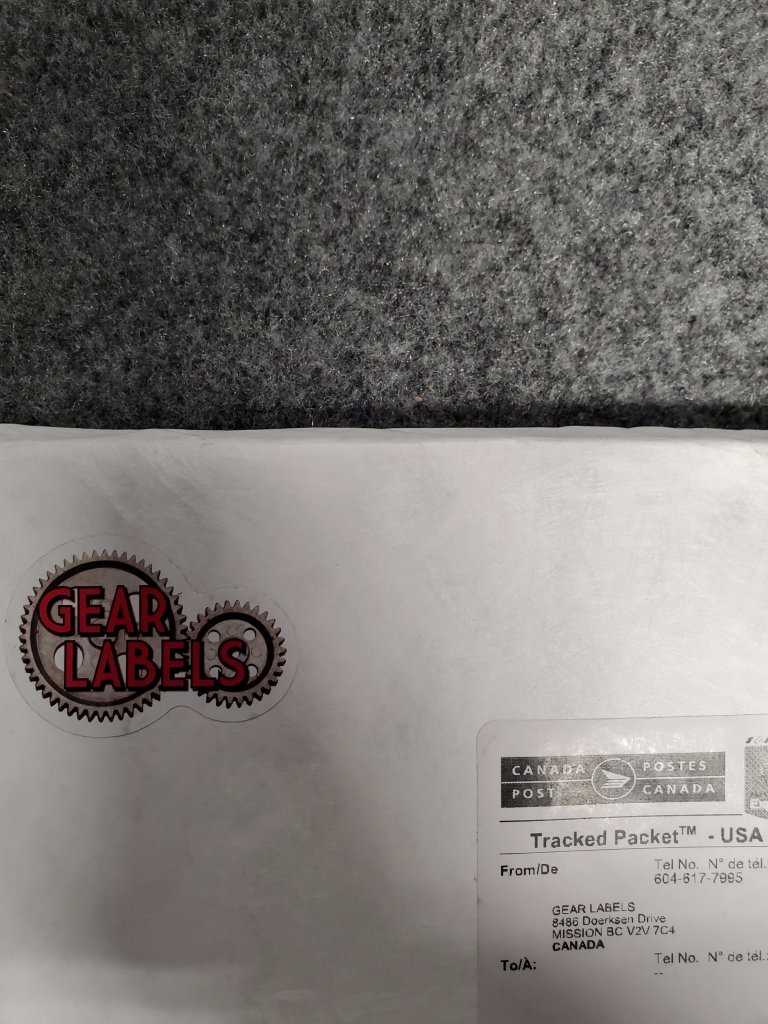 GEAR
LABELS
CANADA POSTES
POST CANADA
Tracked Packet™ - USA
From/De Tel No. N° de tél.:
604-617-7995
GEAR LABELS
8486 Doerksen Drive
MISSION BC V2V 7C4
CANADA
To/À: Tel No. N° de tél.:
--